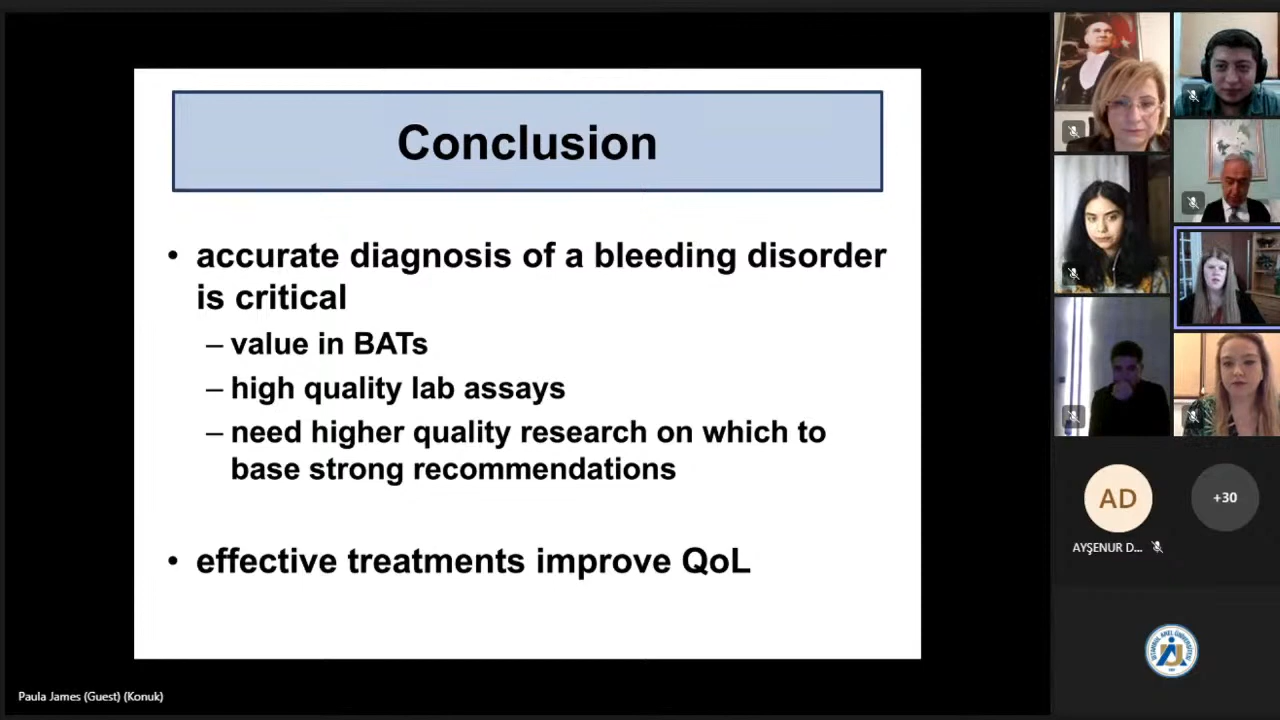 Conclusion
• accurate diagnosis of a bleeding disorder
is critical
– value in BATs
– high quality lab assays
– need higher quality research on which to
base strong recommendations
• effective treatments improve QoL
AD
+30
AYŞENUR D...
Paula James (Guest) (Konuk)